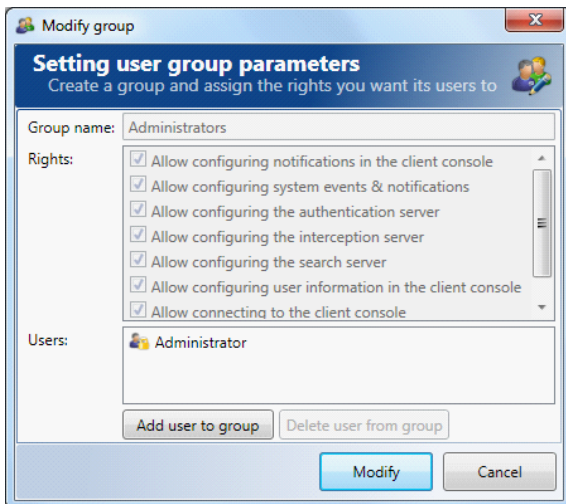 Modify group
Setting user group parameters
Create a group and assign the rights you want its users to
Group name: Administrators
Rights:
Allow configuring notifications in the client console
Allow configuring system events & notifications
Allow configuring the authentication server
Allow configuring the interception server
Allow configuring the search server
Allow configuring user information in the client console
Allow connecting to the client console
Users:
Administrator
Add user to group Delete user from group
Modify Cancel